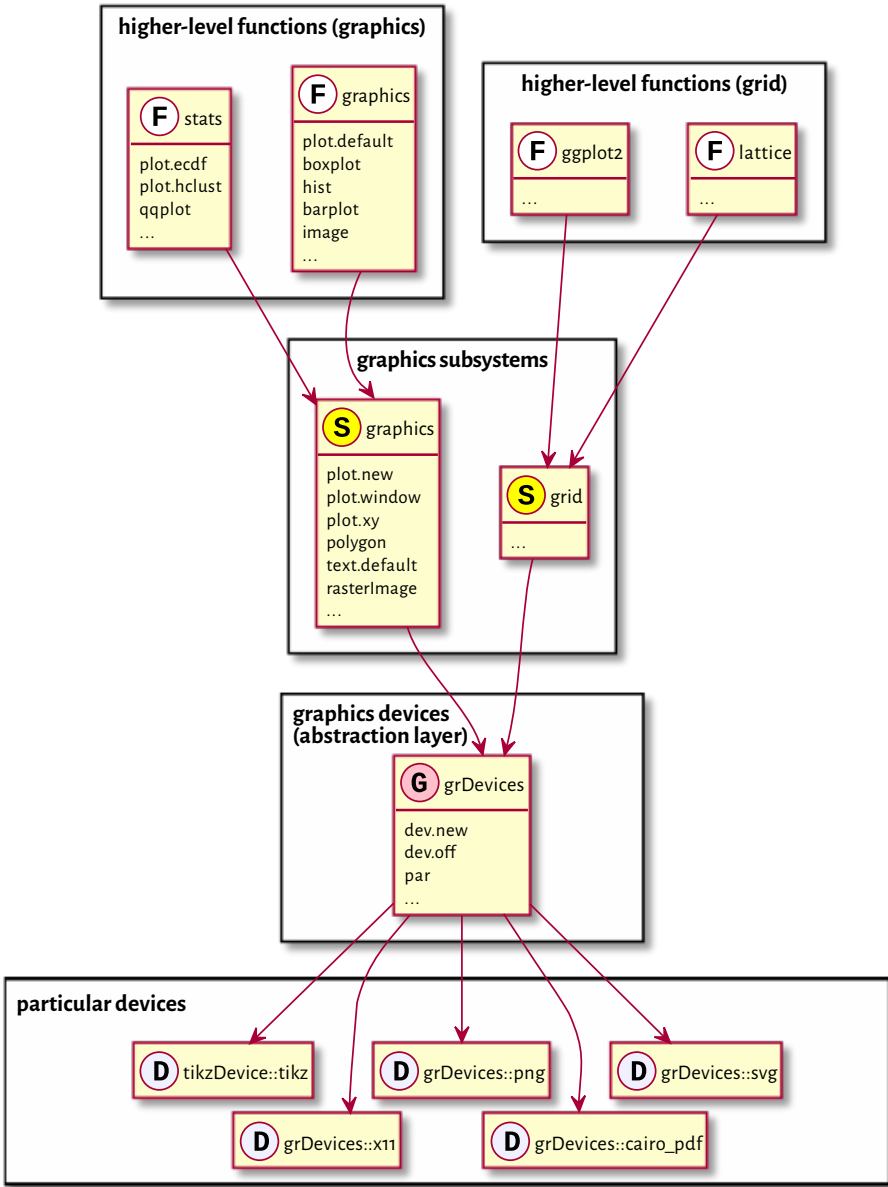 higher-level functions (graphics)
F stats
plot.ecdf
plot.hclust
qqplot
...
F graphics
plot.default
boxplot
hist
barplot
image
...
higher-level functions (grid)
F ggplot2
...
F lattice
...
graphics subsystems
S graphics
plot.new
plot.window
plot.xy
polygon
text.default
rasterImage
...
S grid
...
graphics devices
(abstraction layer)
G grDevices
dev.new
dev.off
par
...
particular devices
D tikzDevice::tikz
D grDevices::png
D grDevices::svg
D grDevices::x11
D grDevices::cairo_pdf